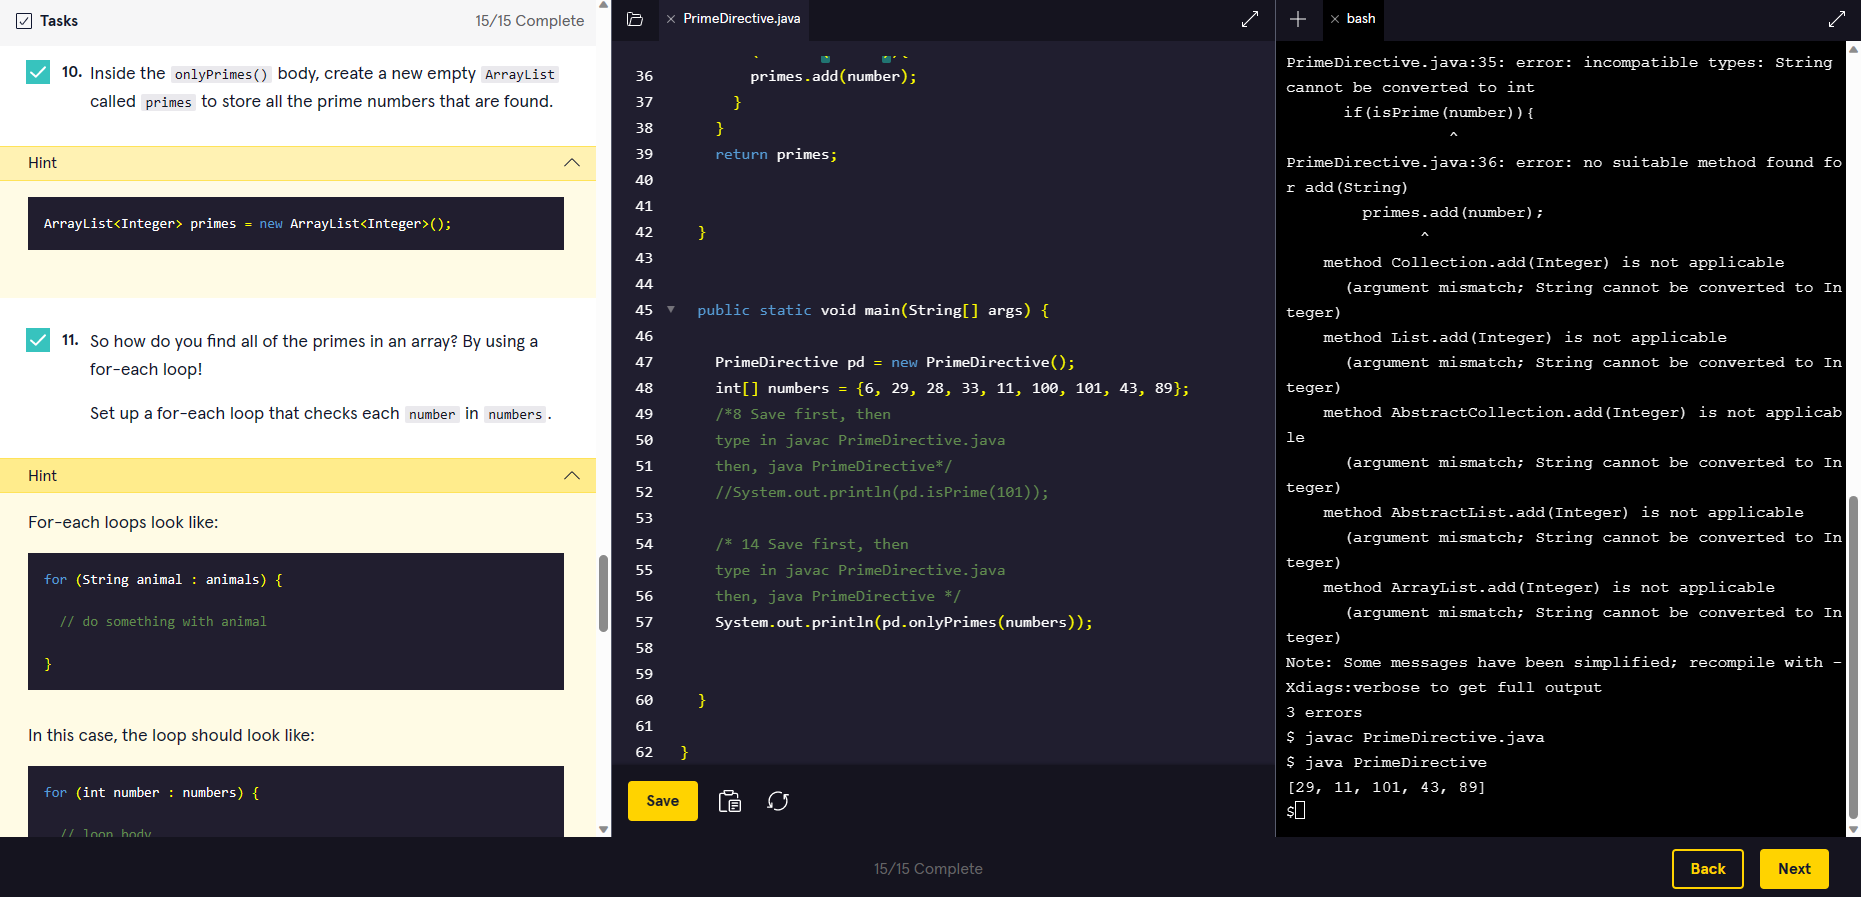 Tasks
15/15 Complete
10. Inside the onlyPrimes() body, create a new empty ArrayList
called primes to store all the prime numbers that are found.
Hint
ArrayList<Integer> primes = new ArrayList<Integer>();
11. So how do you find all of the primes in an array? By using a
for-each loop!
Set up a for-each loop that checks each number in numbers.
Hint
For-each loops look like:
for (String animal : animals) {
// do something with animal
}
In this case, the loop should look like:
for (int number : numbers) {
// loop body
PrimeDirective.java
36 primes.add(number);
37 }
38 }
39 return primes;
40
41
42 }
43
44
45 public static void main(String[] args) {
46
47 PrimeDirective pd = new PrimeDirective();
48 int[] numbers = {6, 29, 28, 33, 11, 100, 101, 43, 89};
49 /*8 Save first, then
50 type in javac PrimeDirective.java
51 then, java PrimeDirective*/
52 //System.out.println(pd.isPrime(101));
53
54 /* 14 Save first, then
55 type in javac PrimeDirective.java
56 then, java PrimeDirective */
57 System.out.println(pd.onlyPrimes(numbers));
58
59
60 }
61
62 }
Save
bash
PrimeDirective.java:35: error: incompatible types: String
cannot be converted to int
if(isPrime(number)){
^
PrimeDirective.java:36: error: no suitable method found fo
r add(String)
primes.add(number);
^
method Collection.add(Integer) is not applicable
(argument mismatch; String cannot be converted to In
teger)
method List.add(Integer) is not applicable
(argument mismatch; String cannot be converted to In
teger)
method AbstractCollection.add(Integer) is not applicab
le
(argument mismatch; String cannot be converted to In
teger)
method AbstractList.add(Integer) is not applicable
(argument mismatch; String cannot be converted to In
teger)
method ArrayList.add(Integer) is not applicable
(argument mismatch; String cannot be converted to In
teger)
Note: Some messages have been simplified; recompile with -
Xdiags:verbose to get full output
3 errors
$ javac PrimeDirective.java
$ java PrimeDirective
[29, 11, 101, 43, 89]
$
15/15 Complete
Back
Next